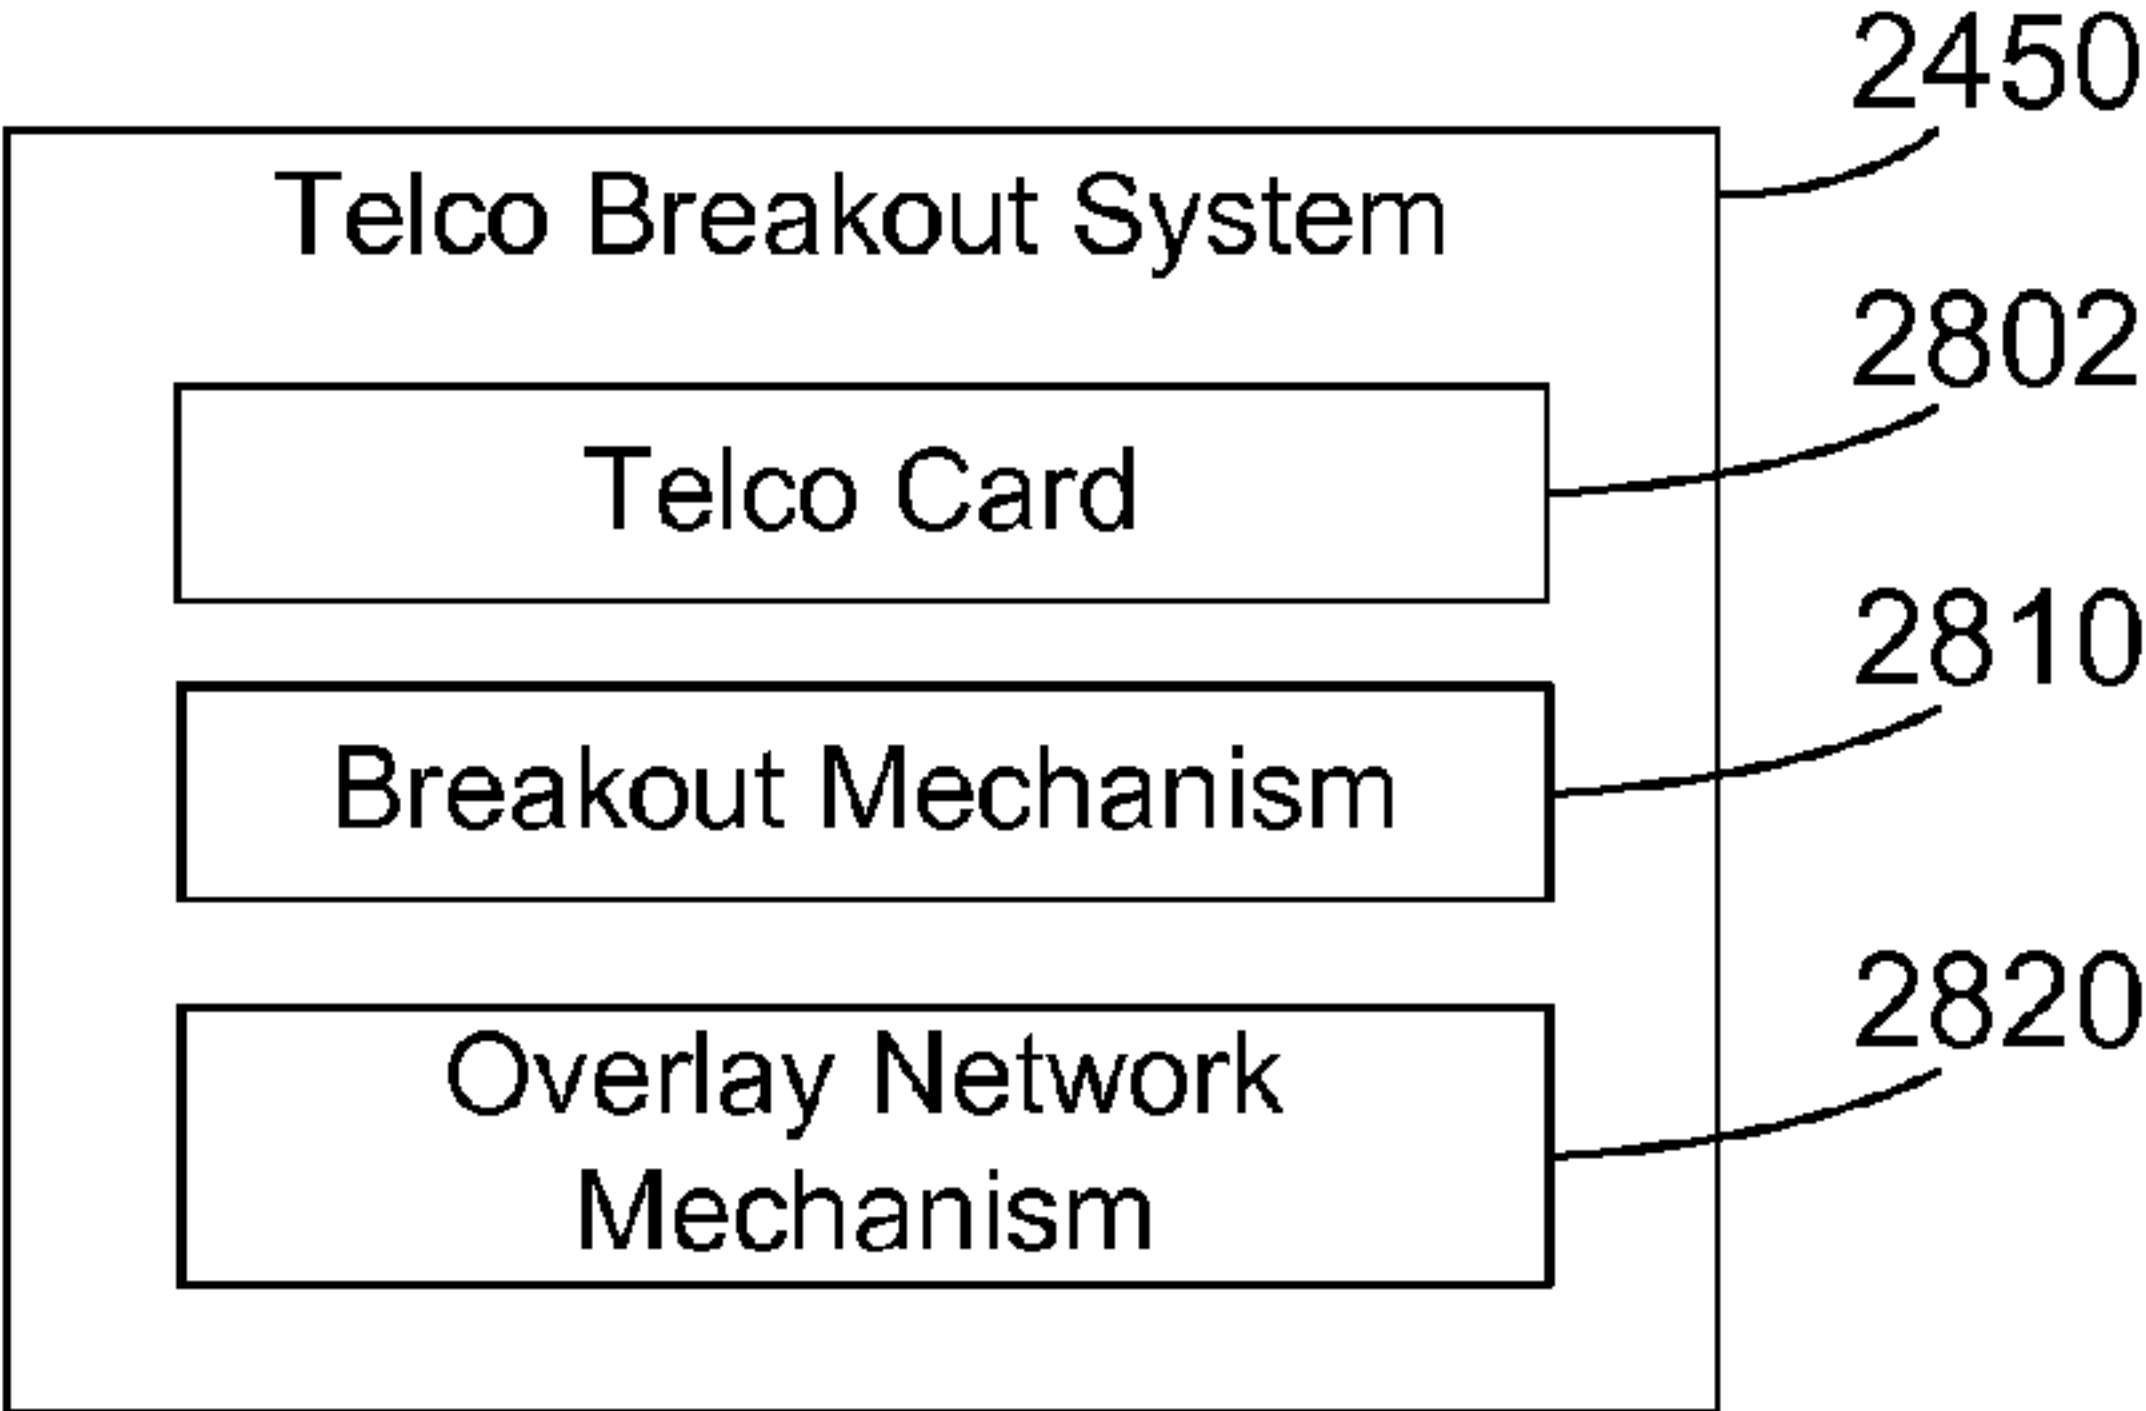 2450
Telco Breakout System
2802
Telco Card
2810
Breakout Mechanism
2820
Overlay Network
Mechanism